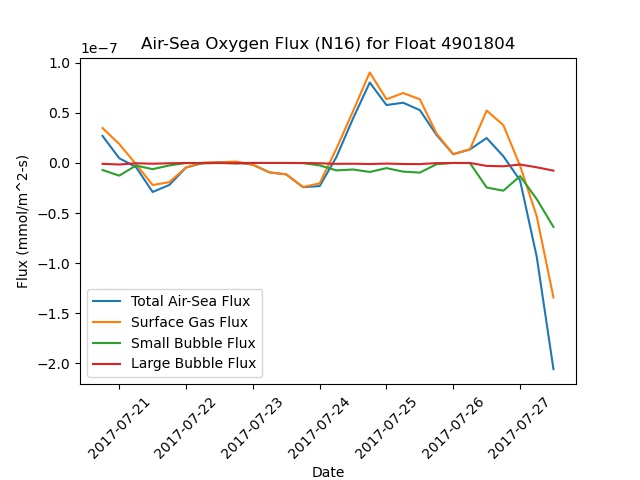 Air-Sea Oxygen Flux (N16) for Float 4901804
1e−7
1.0
0.5
0.0
−0.5
−1.0
−1.5
−2.0
Flux (mmol/m^2-s)
Total Air-Sea Flux
Surface Gas Flux
Small Bubble Flux
Large Bubble Flux
2017-07-21
2017-07-22
2017-07-23
2017-07-24
2017-07-25
2017-07-26
2017-07-27
Date